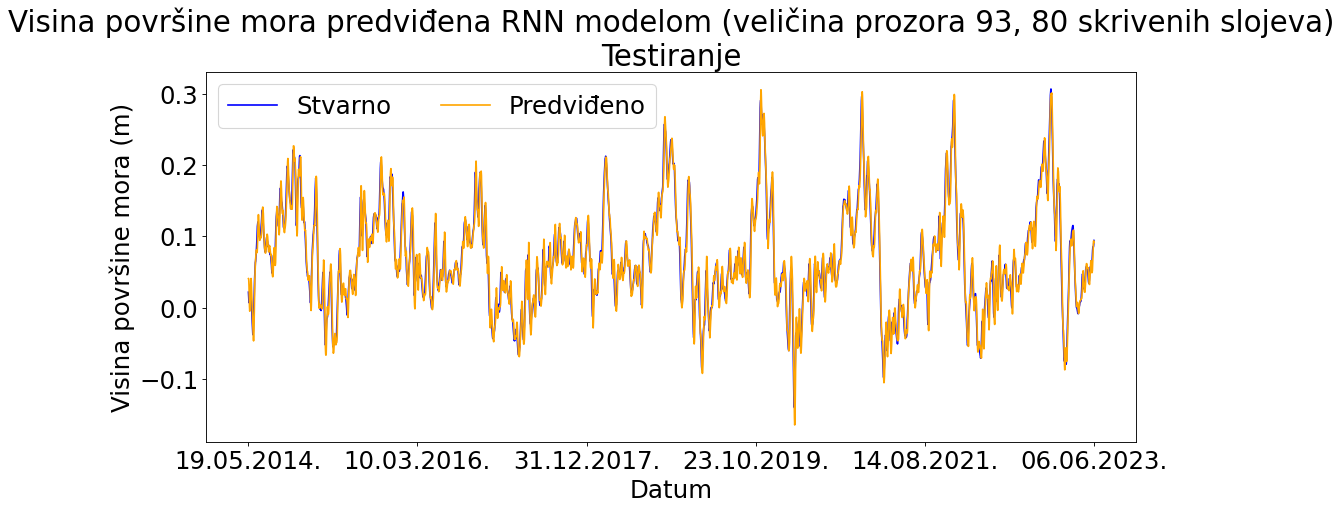 Visina površine mora predviđena RNN modelom (veličina prozora 93, 80 skrivenih slojeva)
Testiranje
Stvarno
Predviđeno
Visina površine mora (m)
0.3
0.2
0.1
0.0
−0.1
19.05.2014.
10.03.2016.
31.12.2017.
23.10.2019.
14.08.2021.
06.06.2023.
Datum